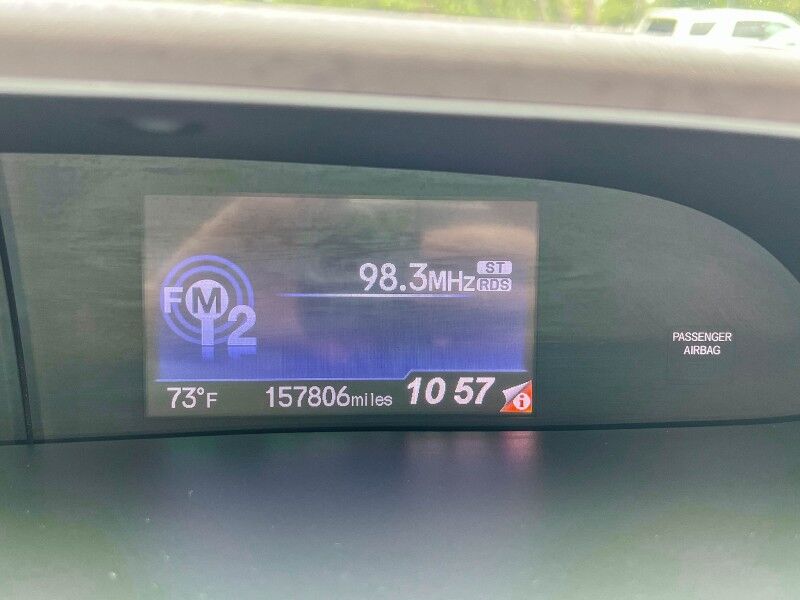 98.3MHz ST
RDS
FM
2
PASSENGER
AIRBAG
73°F 157806miles 10 57 i